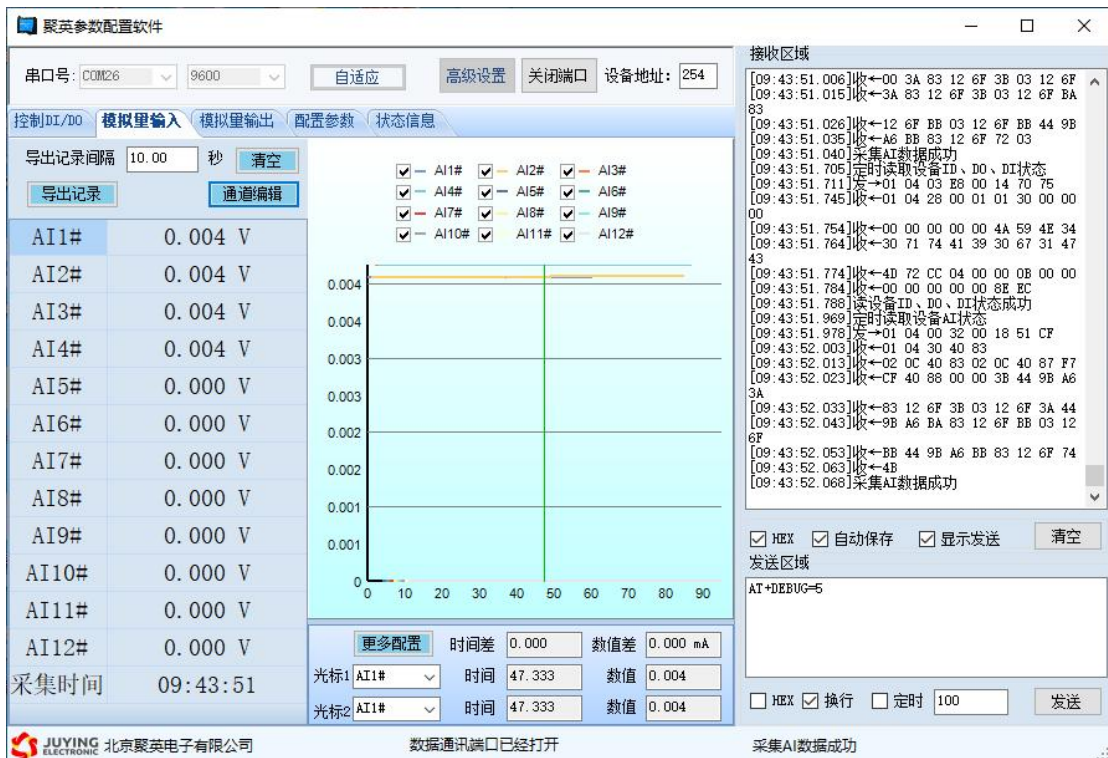 聚英参数配置软件
串口号: COM26 9600 自适应 高级设置 关闭端口 设备地址: 254
控制DI/DO 模拟里输入 模拟里输出 配置参数 状态信息
导出记录间隔 10.00 秒 清空
导出记录 通道编辑
AI1# 0.004 V
AI2# 0.004 V
AI3# 0.004 V
AI4# 0.004 V
AI5# 0.000 V
AI6# 0.000 V
AI7# 0.000 V
AI8# 0.000 V
AI9# 0.000 V
AI10# 0.000 V
AI11# 0.000 V
AI12# 0.000 V
采集时间 09:43:51
AI1# AI2# AI3#
AI4# AI5# AI6#
AI7# AI8# AI9#
AI10# AI11# AI12#
0.004
0.004
0.003
0.003
0.002
0.002
0.001
0.001
0
0 10 20 30 40 50 60 70 80 90
更多配置 时间差 0.000 数值差 0.000 mA
光标1 AI1# 时间 47.333 数值 0.004
光标2 AI1# 时间 47.333 数值 0.004
接收区域
[09:43:51.006]收←00 3A 83 12 6F 3B 03 12 6F
[09:43:51.015]收←3A 83 12 6F 3B 03 12 6F BA
83
[09:43:51.026]收←12 6F BB 03 12 6F BB 44 9B
[09:43:51.035]收←A6 BB 83 12 6F 72 03
[09:43:51.040]采集AI数据成功
[09:43:51.705]定时读取设备ID、DO、DI状态
[09:43:51.711]发→01 04 03 E8 00 14 70 75
[09:43:51.745]收←01 04 28 00 01 01 30 00 00
00
[09:43:51.754]收←00 00 00 00 00 4A 59 4E 34
[09:43:51.764]收←30 71 74 41 39 30 67 31 47
43
[09:43:51.774]收←4D 72 CC 04 00 00 0B 00 00
[09:43:51.784]收←00 00 00 00 00 8E EC
[09:43:51.788]读设备ID、DO、DI状态成功
[09:43:51.969]定时读取设备AI状态
[09:43:51.978]发→01 04 00 32 00 18 51 CF
[09:43:52.003]收←01 04 30 40 83
[09:43:52.013]收←02 0C 40 83 02 0C 40 87 F7
[09:43:52.023]收←CF 40 88 00 00 3B 44 9B A6
3A
[09:43:52.033]收←83 12 6F 3B 03 12 6F 3A 44
[09:43:52.043]收←9B A6 BA 83 12 6F BB 03 12
6F
[09:43:52.053]收←BB 44 9B A6 BB 83 12 6F 74
[09:43:52.063]收←4B
[09:43:52.068]采集AI数据成功
HEX 自动保存 显示发送 清空
发送区域
AT+DEBUG=5
HEX 换行 定时 100 发送
JUYING ELECTRONIC 北京聚英电子有限公司 数据通讯端口已经打开 采集AI数据成功